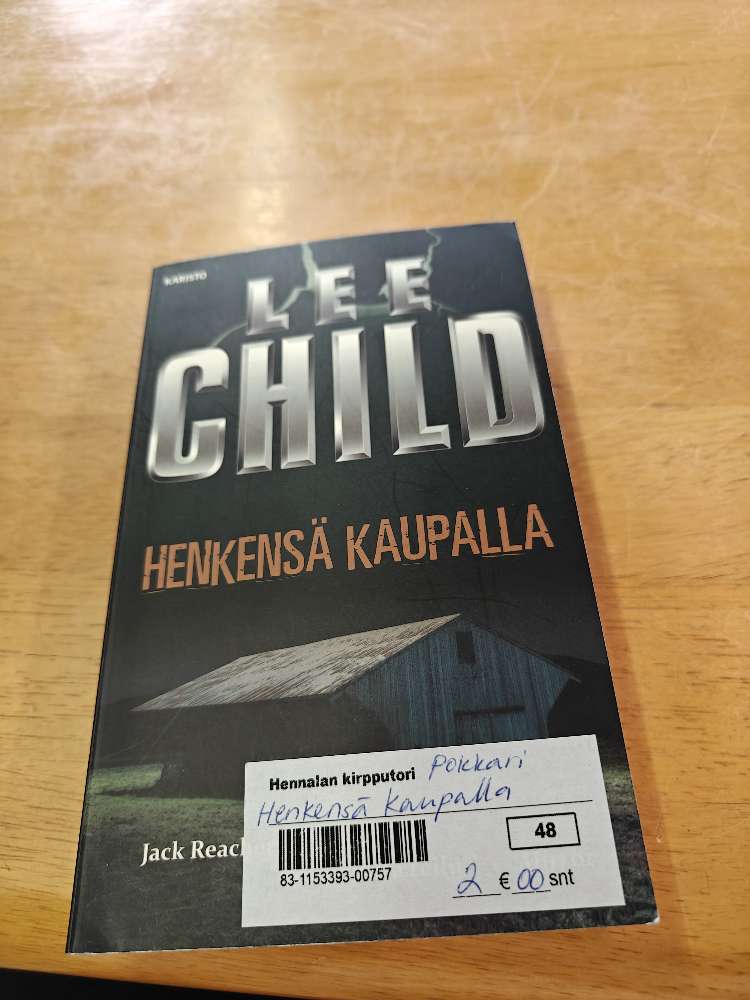 KARISTO
LEE
CHILD
HENKENSÄ KAUPALLA
Hennalan kirpputori Pokkari
Henkensä kaupalla
48
83-1153393-00757
2 € 00 snt
Jack Reacher